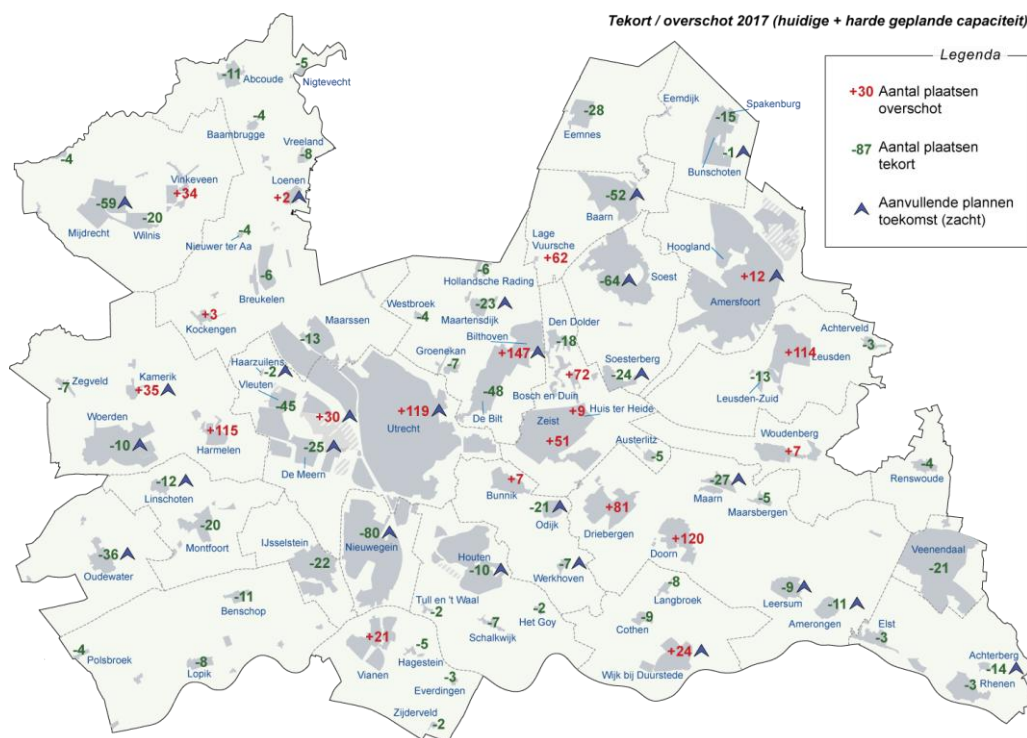 Tekort / overschot 2017 (huidige + harde geplande capaciteit)
Legenda
+30 Aantal plaatsen
overschot
-87 Aantal plaatsen
tekort
Aanvullende plannen
toekomst (zacht)
-5
-11 Abcoude
Nigtevecht
-4
Baambrugge
Vreeland
-8
-4
Vinkeveen
+34
Loenen
+2
-59
-20
Mijdrecht
Wilnis
-4
Nieuwer ter Aa
-6
Breukelen
+3
Kockengen
-28
Eemnes
Eemdijk
Spakenburg
-15
-1
Bunschoten
-52
Baarn
Lage
Vuursche
+62
Hoogland
-64
Soest
+12
Amersfoort
-6
Hollandsche Rading
-23
Maartensdijk
Westbroek
-4
Bilthoven
+147
Den Dolder
-18
Groenekan
-7
-48
De Bilt
+72
Bosch en Duin
Soesterberg
-24
Achterveld
-3
+114
Leusden
-13
Leusden-Zuid
Maarssen
-13
Haarzuilens
-2
Vleuten
-45
+30
-25
De Meern
+119
Utrecht
+9
Huis ter Heide
Zeist
+51
Austerlitz
-5
Woudenberg
+7
Zegveld
-7
Kamerik
+35
Woerden
-10
+115
Harmelen
-12
Linschoten
-20
Montfoort
-36
Oudewater
IJsselstein
-22
-80
Nieuwegein
+7
Bunnik
-21
Odijk
+81
Driebergen
-27
Maarn
-5
Maarsbergen
-4
Renswoude
Houten
-10
-7
Werkhoven
+120
Doorn
Veenendaal
-21
-11
Benschop
Tull en 't Waal
-2
-7
Schalkwijk
-2
Het Goy
-8
Langbroek
-9
Cothen
-9
Leersum
-11
Amerongen
Elst
-3
-4
Polsbroek
-8
Lopik
+21
Vianen
-5
Hagestein
-3
Everdingen
Zijderveld
-2
+24
Wijk bij Duurstede
Achterberg
-14
-3
Rhenen